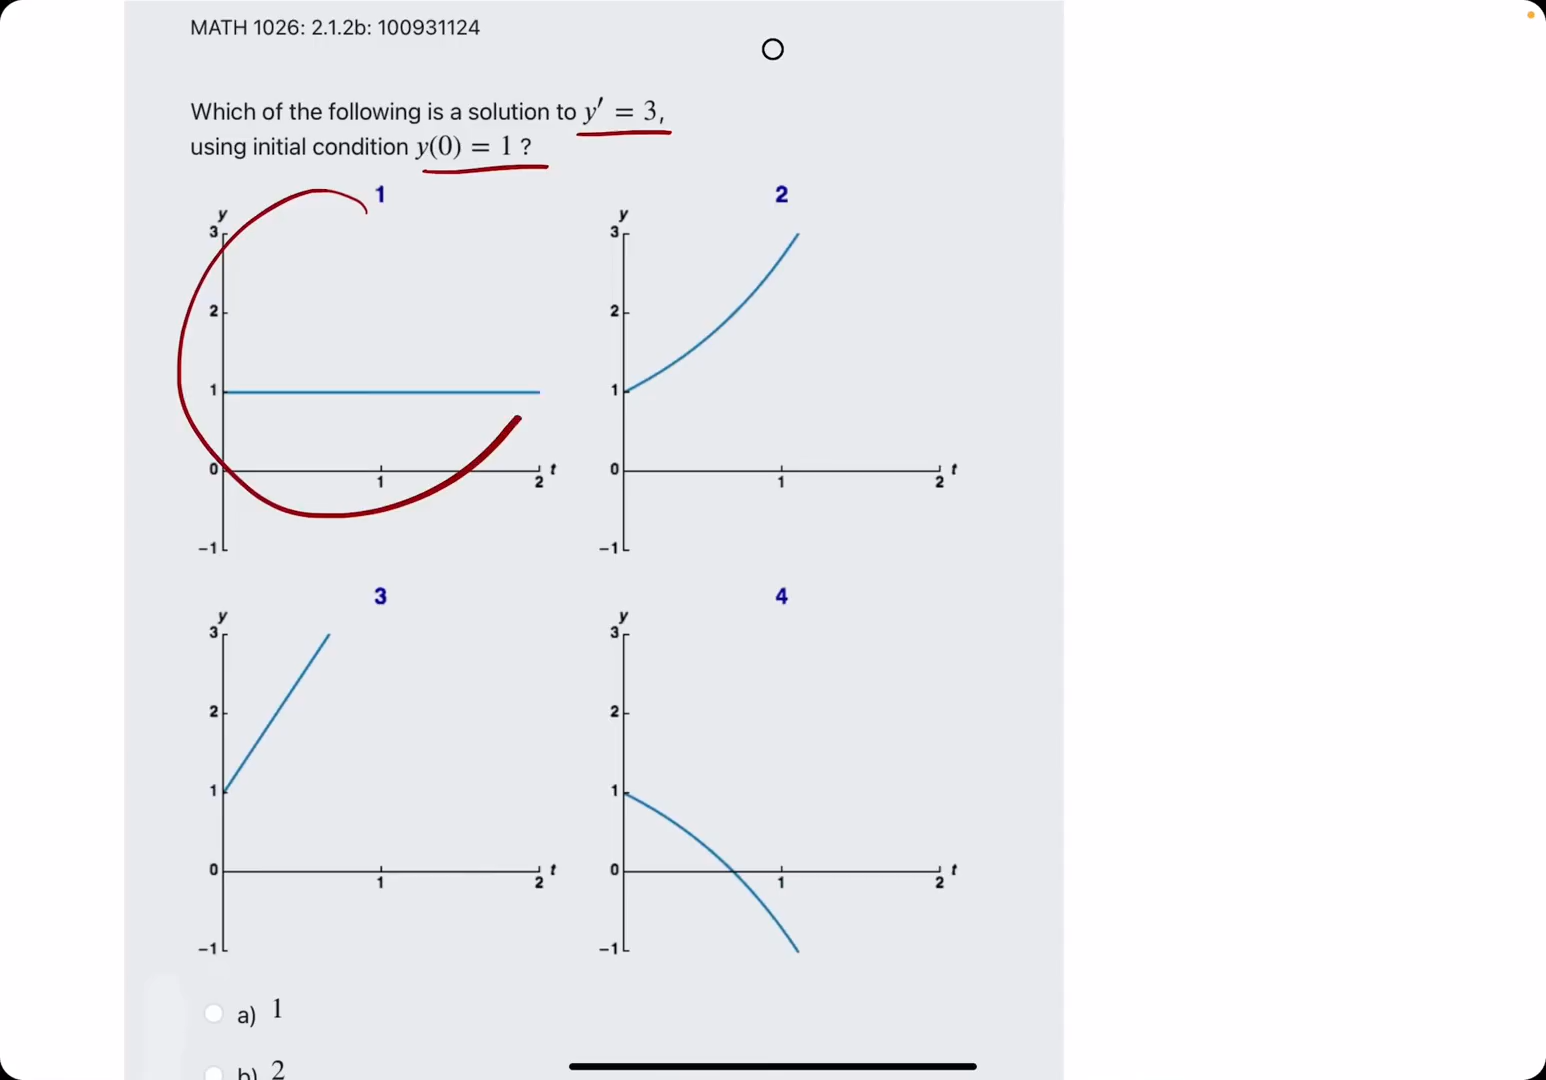 MATH 1026: 2.1.2b: 100931124
Which of the following is a solution to y′ = 3,
using initial condition y(0) = 1 ?
1
y
3
2
1
0
−1
1
2
t
2
y
3
2
1
0
−1
1
2
t
3
y
3
2
1
0
−1
1
2
t
4
y
3
2
1
0
−1
1
2
t
a) 1
b) 2